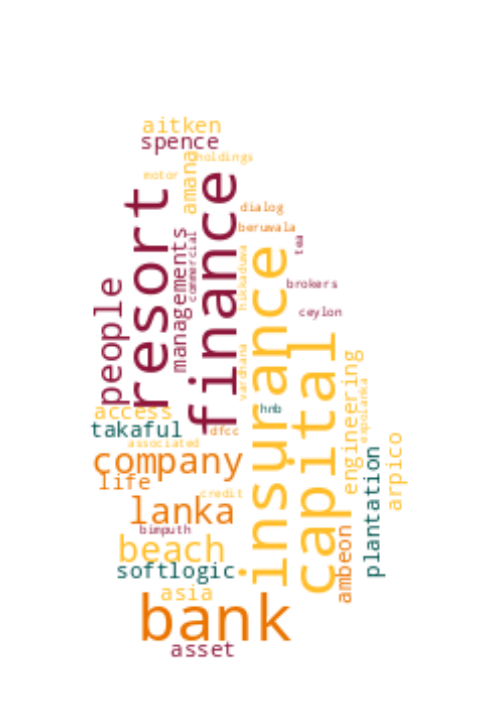 aitken
spence
holdings
motor
amana
resort
finance
dialog
beruwala
tea
managements
commercial
hikkaduwa
insurance
brokers
people
ceylon
capital
vardhana
engineering
access
hnb
takaful
dfcc
associated
arpico
company
plantation
life
credit
lanka
bimputh
ambeon
beach
softlogic
asia
bank
asset